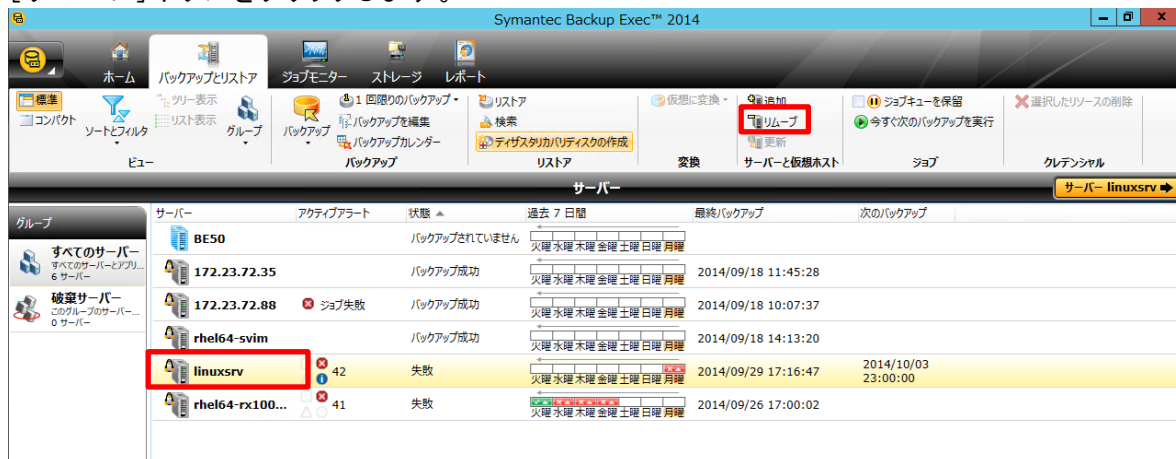 Symantec Backup Exec™ 2014
ホーム
バックアップとリストア
ジョブモニター
ストレージ
レポート
標準
コンパクト
ソートとフィルタ
ツリー表示
リスト表示
グループ
ビュー
バックアップ
1 回限りのバックアップ
バックアップを編集
バックアップカレンダー
バックアップ
リストア
検索
ディザスタリカバリディスクの作成
リストア
仮想に変換
変換
追加
リムーブ
更新
サーバーと仮想ホスト
ジョブキューを保留
今すぐ次のバックアップを実行
ジョブ
選択したリソースの削除
クレデンシャル
サーバー
サーバー linuxsrv
グループ
すべてのサーバー
すべてのサーバーとアプリ...
6 サーバー
破棄サーバー
このグループのサーバー...
0 サーバー
サーバー アクティブアラート 状態 過去 7 日間 最終バックアップ 次のバックアップ
BE50 バックアップされていません
火曜 水曜 木曜 金曜 土曜 日曜 月曜
172.23.72.35 バックアップ成功 2014/09/18 11:45:28
火曜 水曜 木曜 金曜 土曜 日曜 月曜
172.23.72.88 ジョブ失敗 バックアップ成功 2014/09/18 10:07:37
火曜 水曜 木曜 金曜 土曜 日曜 月曜
rhel64-svim バックアップ成功 2014/09/18 14:13:20
火曜 水曜 木曜 金曜 土曜 日曜 月曜
linuxsrv 42 失敗 2014/09/29 17:16:47 2014/10/03
23:00:00
火曜 水曜 木曜 金曜 土曜 日曜 月曜
rhel64-rx100... 41 失敗 2014/09/26 17:00:02
火曜 水曜 木曜 金曜 土曜 日曜 月曜